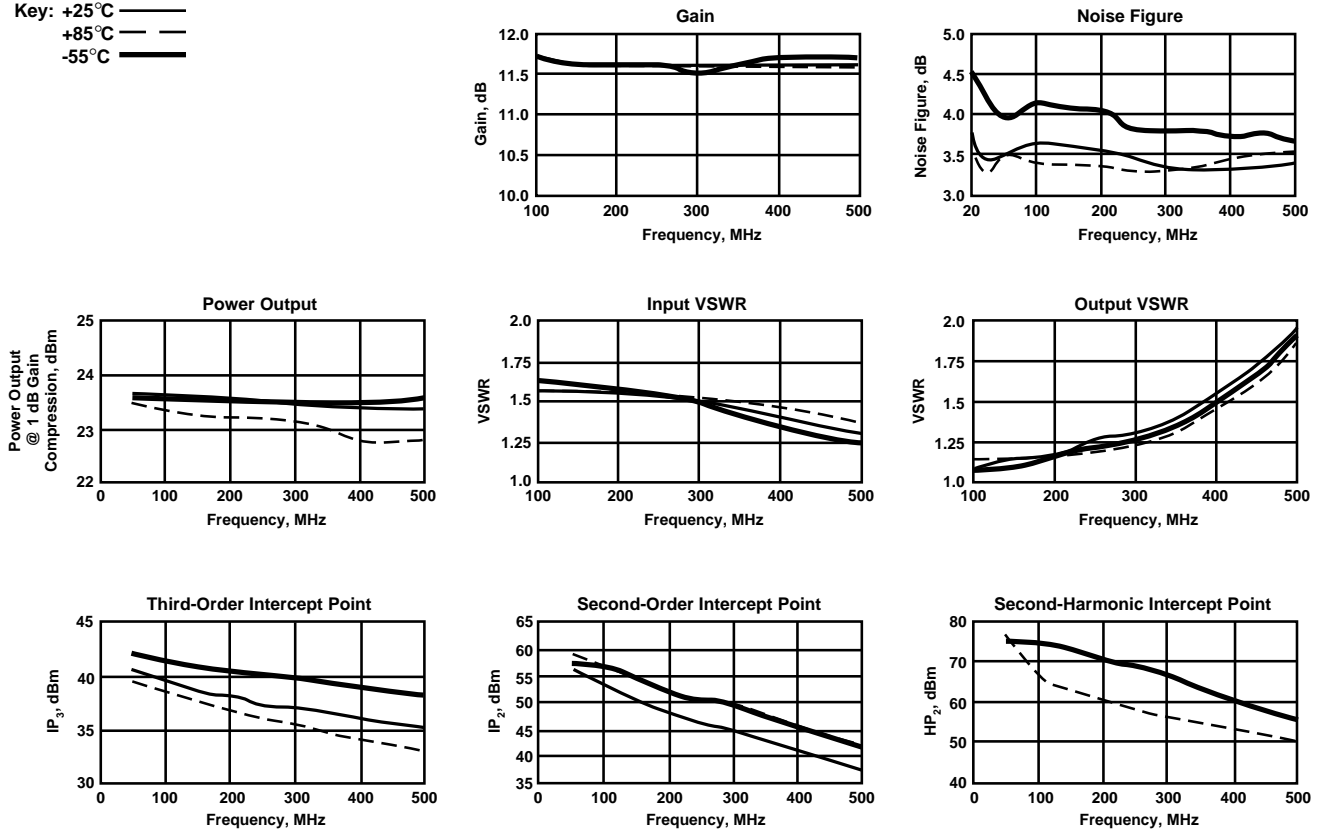 Key: +25°C
+85°C
-55°C
Gain
12.0
11.5
11.0
10.5
10.0
Gain, dB
100 200 300 400 500
Frequency, MHz
Noise Figure
5.0
4.5
4.0
3.5
3.0
Noise Figure, dB
20 100 200 300 400 500
Frequency, MHz
Power Output
25
24
23
22
Power Output
@ 1 dB Gain
Compression, dBm
0 100 200 300 400 500
Frequency, MHz
Input VSWR
2.0
1.75
1.5
1.25
1.0
VSWR
100 200 300 400 500
Frequency, MHz
Output VSWR
2.0
1.75
1.5
1.25
1.0
VSWR
100 200 300 400 500
Frequency, MHz
Third-Order Intercept Point
45
40
35
30
IP3, dBm
0 100 200 300 400 500
Frequency, MHz
Second-Order Intercept Point
65
60
55
50
45
40
35
IP2, dBm
0 100 200 300 400 500
Frequency, MHz
Second-Harmonic Intercept Point
80
70
60
50
40
HP2, dBm
0 100 200 300 400 500
Frequency, MHz